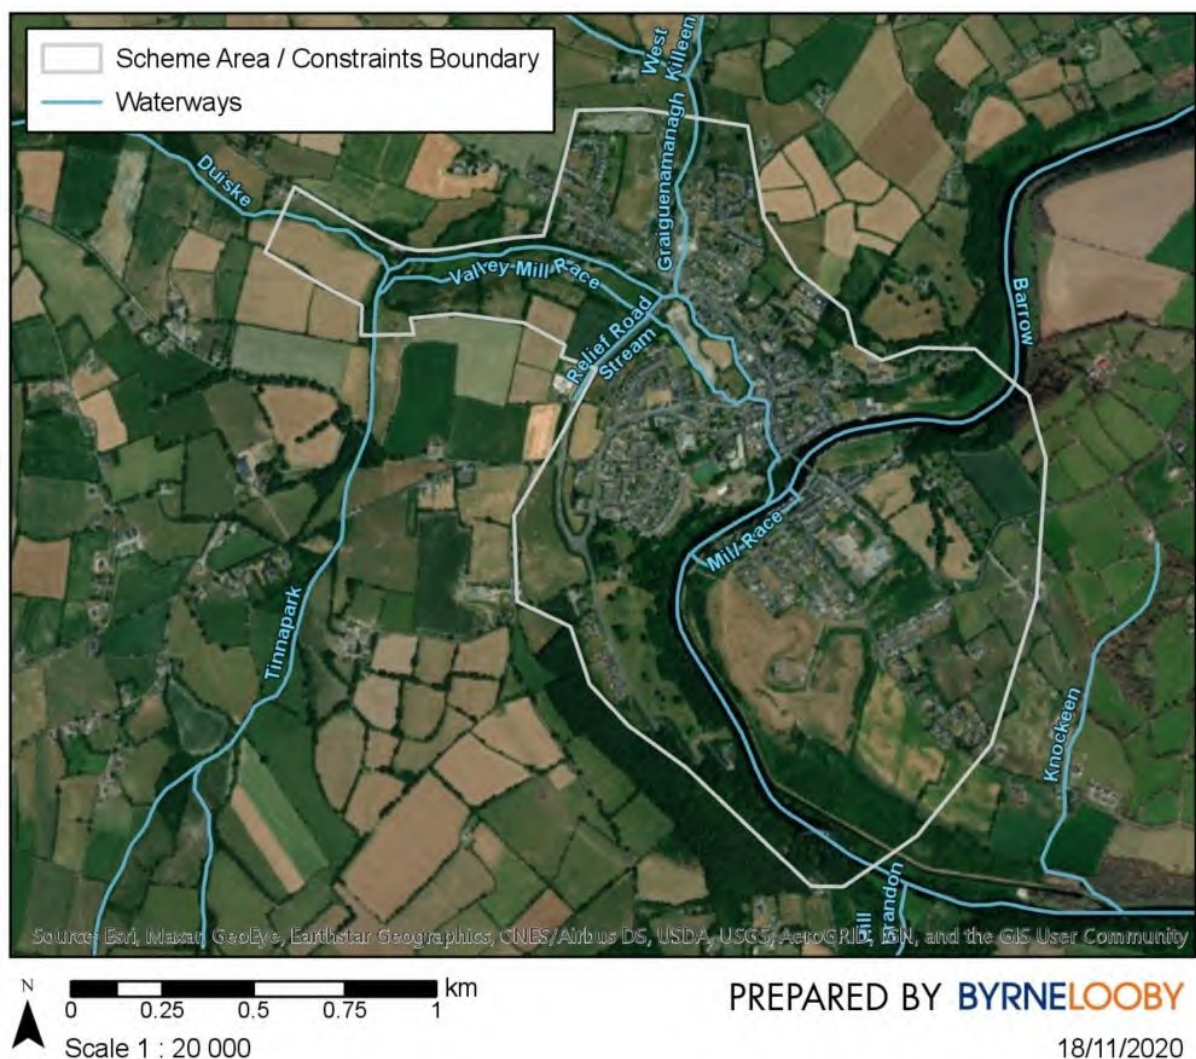 Scheme Area / Constraints Boundary
Waterways
West
Killeen
Graiguenamanagh
Duiske
Valley Mill Race
Relief Road
Stream
Barrow
Mill Race
Tinnapark
Knockeen
Hill
Brandon
Source: Esri, Maxar, GeoEye, Earthstar Geographics, CNES/Airbus DS, USDA, USGS, AeroGRID, IGN, and the GIS User Community
N
0 0.25 0.5 0.75 1 km
Scale 1 : 20 000
PREPARED BY BYRNELOOBY
18/11/2020